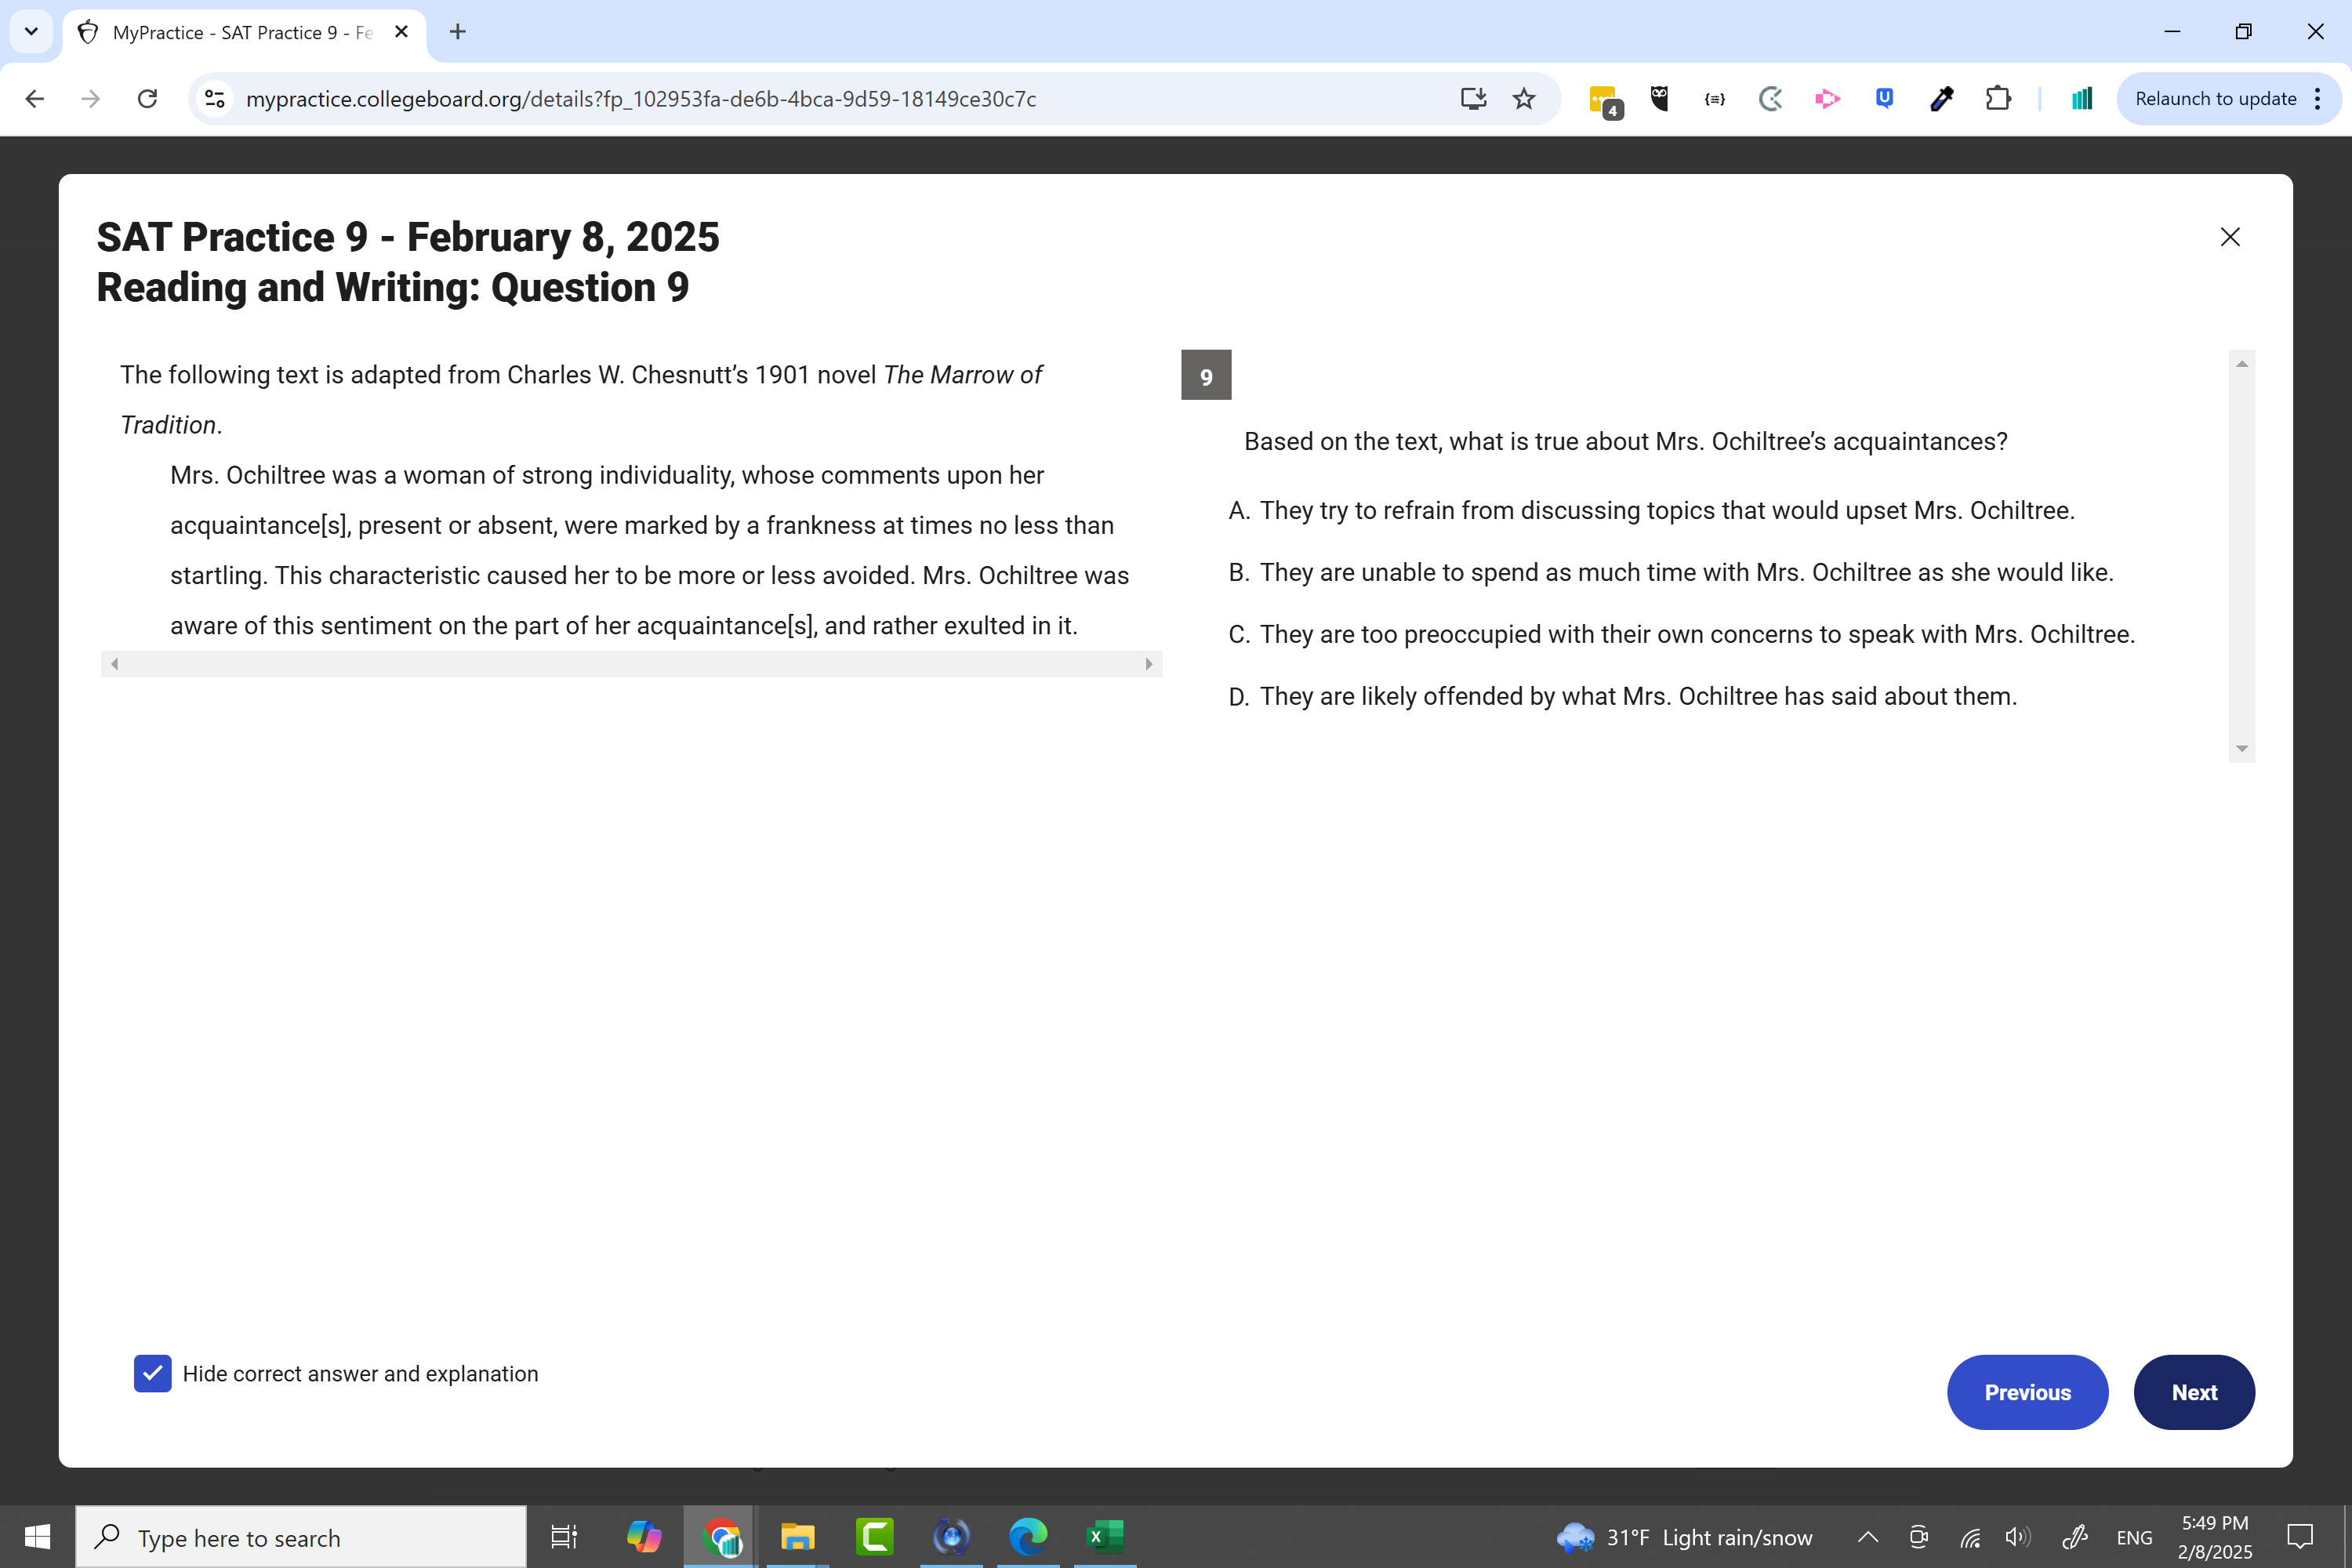 MyPractice - SAT Practice 9 - Fe
mypractice.collegeboard.org/details?fp_102953fa-de6b-4bca-9d59-18149ce30c7c
4
Relaunch to update
SAT Practice 9 - February 8, 2025
Reading and Writing: Question 9
The following text is adapted from Charles W. Chesnutt’s 1901 novel The Marrow of
Tradition.
Mrs. Ochiltree was a woman of strong individuality, whose comments upon her
acquaintance[s], present or absent, were marked by a frankness at times no less than
startling. This characteristic caused her to be more or less avoided. Mrs. Ochiltree was
aware of this sentiment on the part of her acquaintance[s], and rather exulted in it.
9
Based on the text, what is true about Mrs. Ochiltree’s acquaintances?
A. They try to refrain from discussing topics that would upset Mrs. Ochiltree.
B. They are unable to spend as much time with Mrs. Ochiltree as she would like.
C. They are too preoccupied with their own concerns to speak with Mrs. Ochiltree.
D. They are likely offended by what Mrs. Ochiltree has said about them.
Hide correct answer and explanation
Previous
Next
Type here to search
31°F Light rain/snow
ENG
5:49 PM
2/8/2025